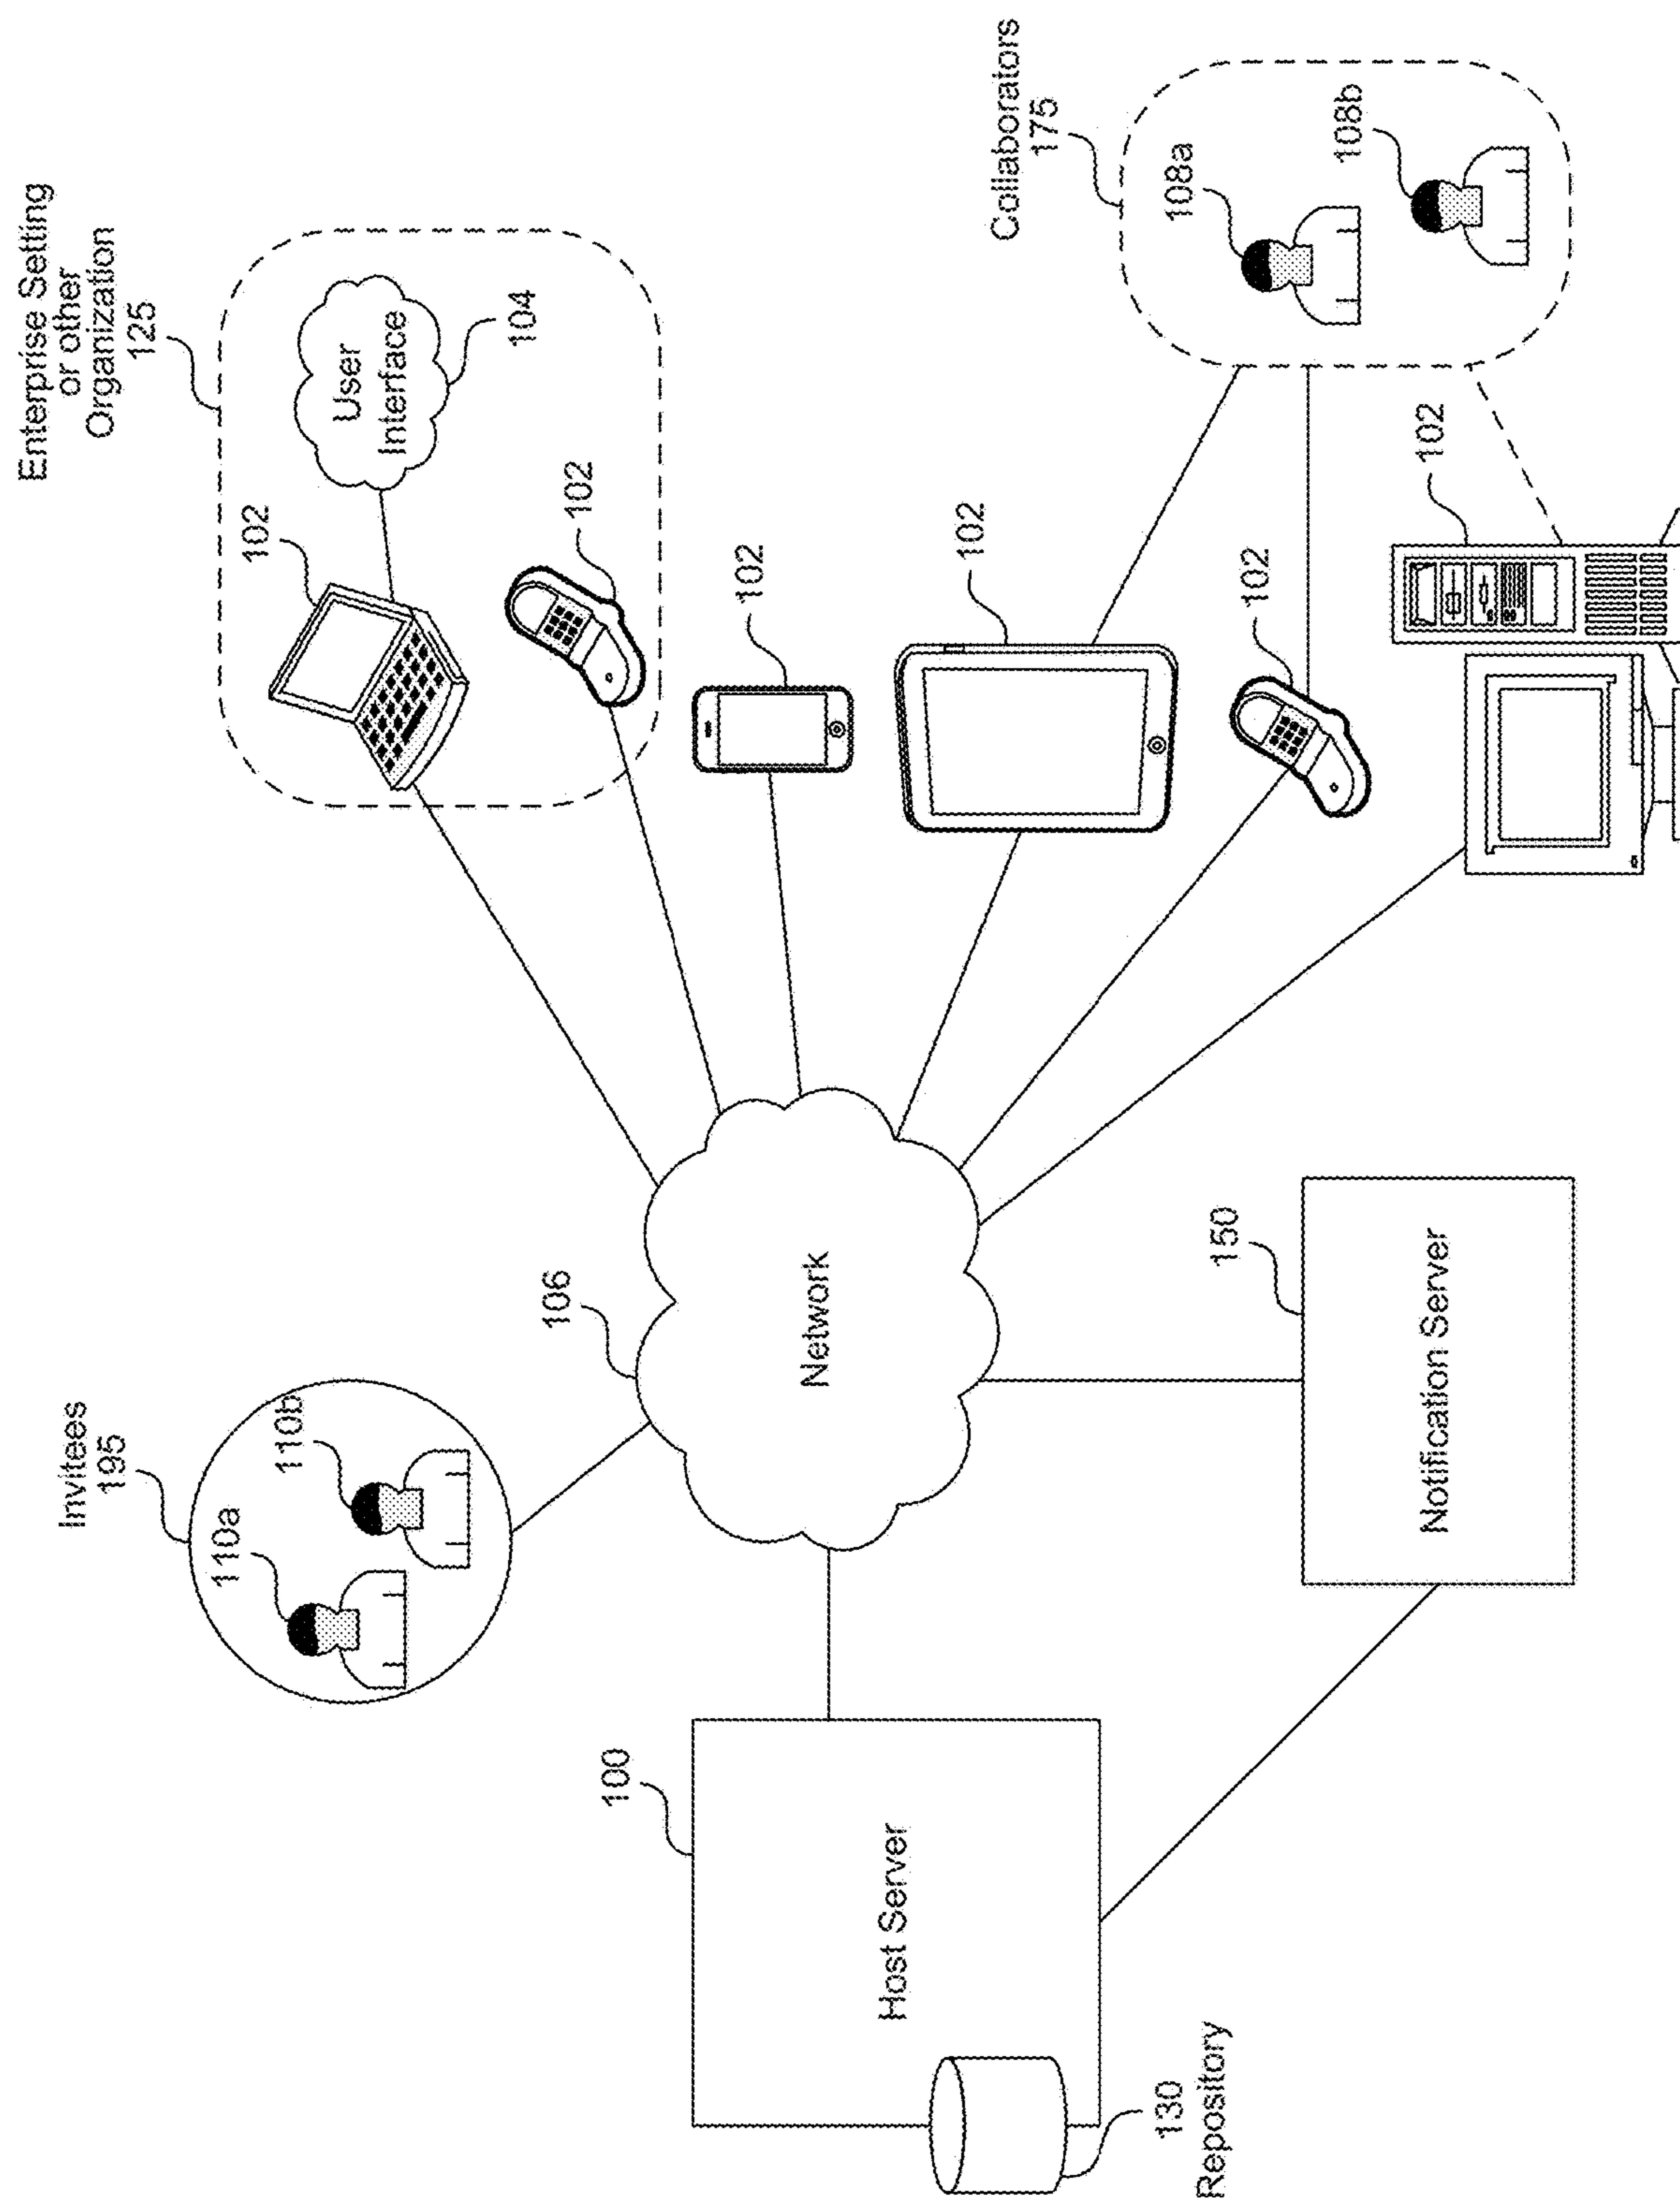 Enterprise Setting
or other
Organization
125
102
User
Interface
104
102
102
Collaborators
175
108a
108b
102
102
102
Invitees
195
110a
110b
106
Network
150
Notification Server
100
Host Server
130
Repository